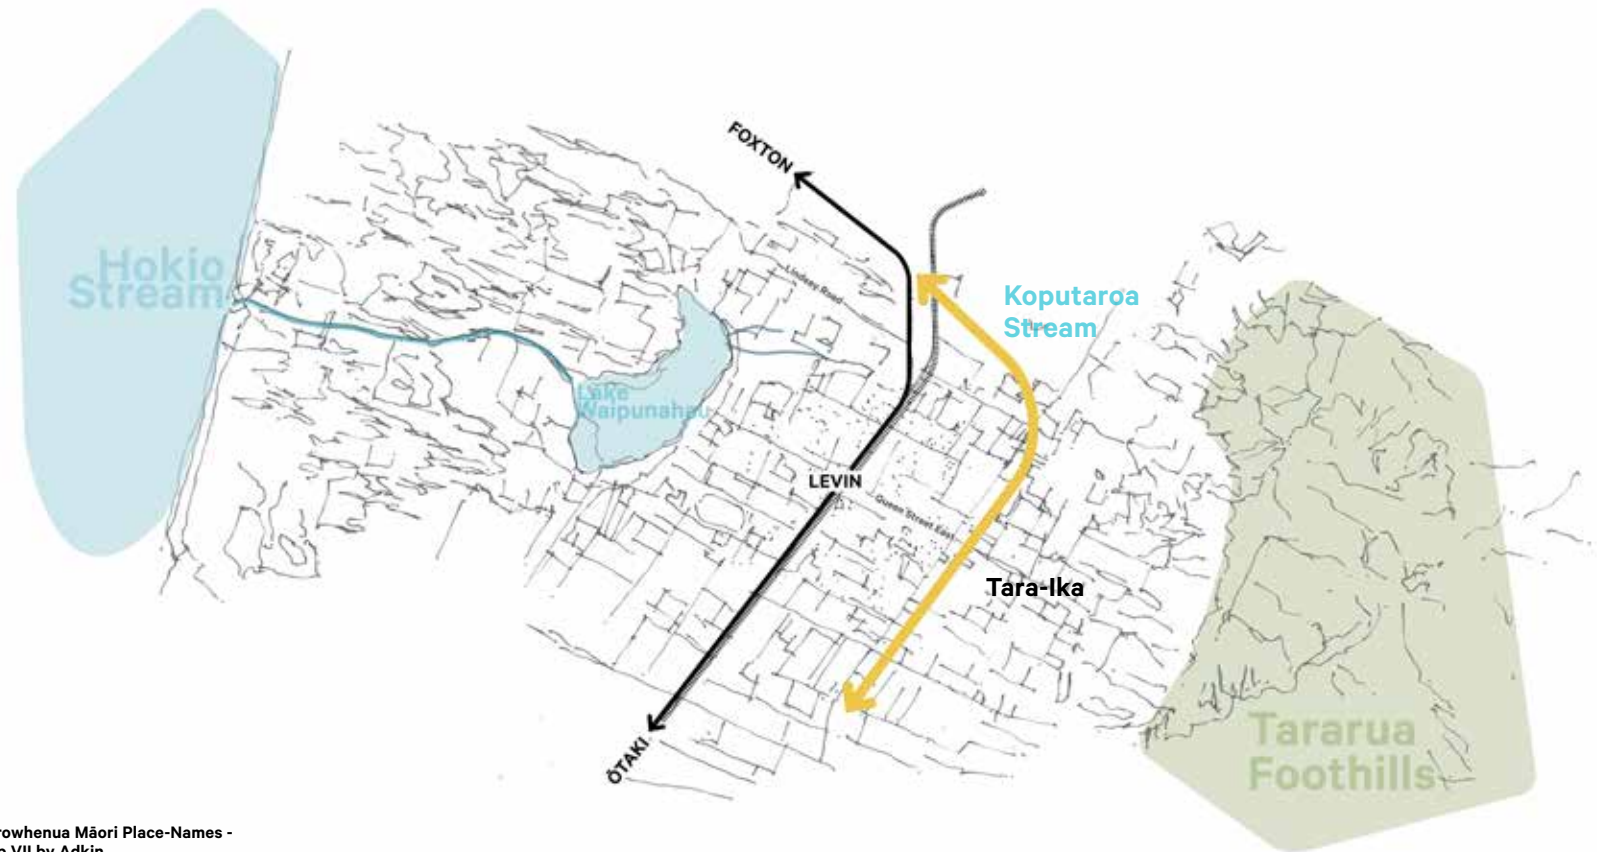 FOXTON
Lindsay Road
Hokio
Stream
Koputaroa
Stream
Lake
Waipunahau
LEVIN
Queen Street East
Tara-Ika
ŌTAKI
Tararua
Foothills
rowhenua Māori Place-Names -
VII by Adkin